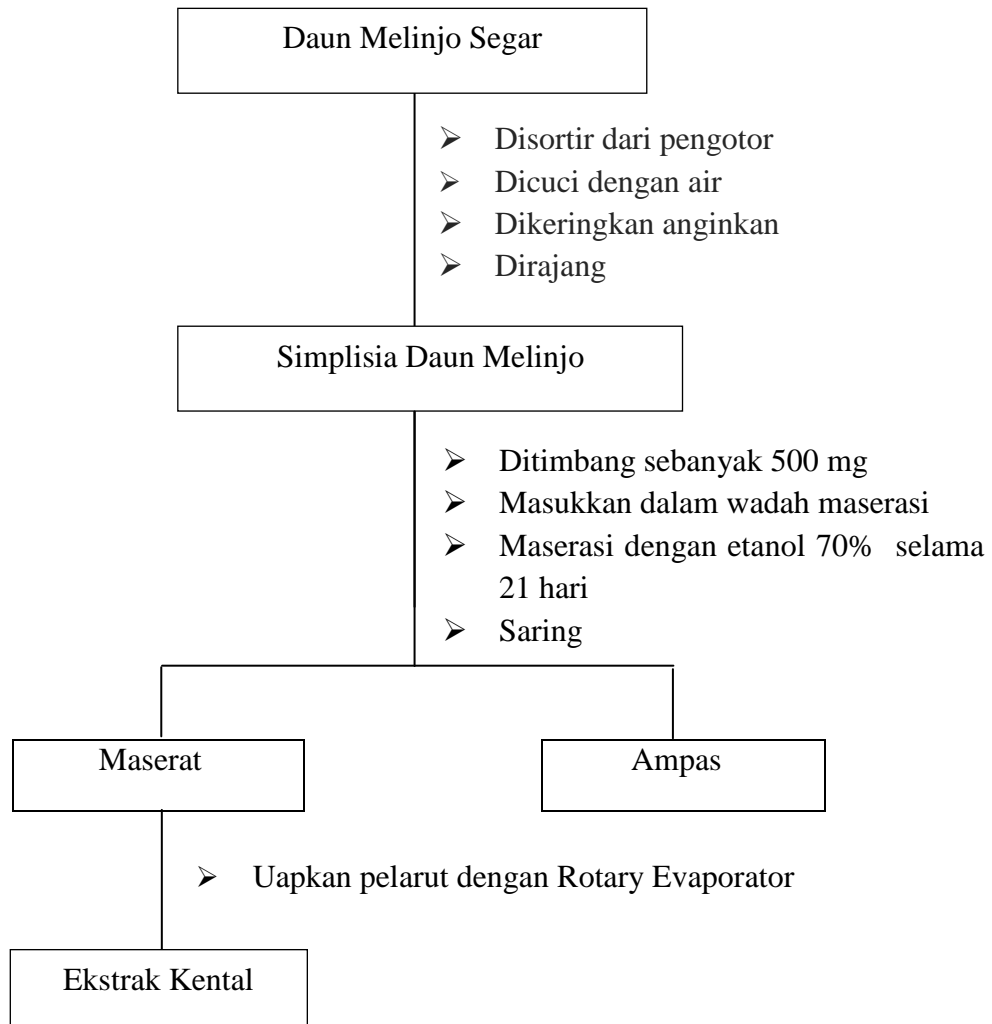 Daun Melinjo Segar
➢ Disortir dari pengotor
➢ Dicuci dengan air
➢ Dikeringkan anginkan
➢ Dirajang
Simplisia Daun Melinjo
➢ Ditimbang sebanyak 500 mg
➢ Masukkan dalam wadah maserasi
➢ Maserasi dengan etanol 70% selama
21 hari
➢ Saring
Maserat
Ampas
➢ Uapkan pelarut dengan Rotary Evaporator
Ekstrak Kental